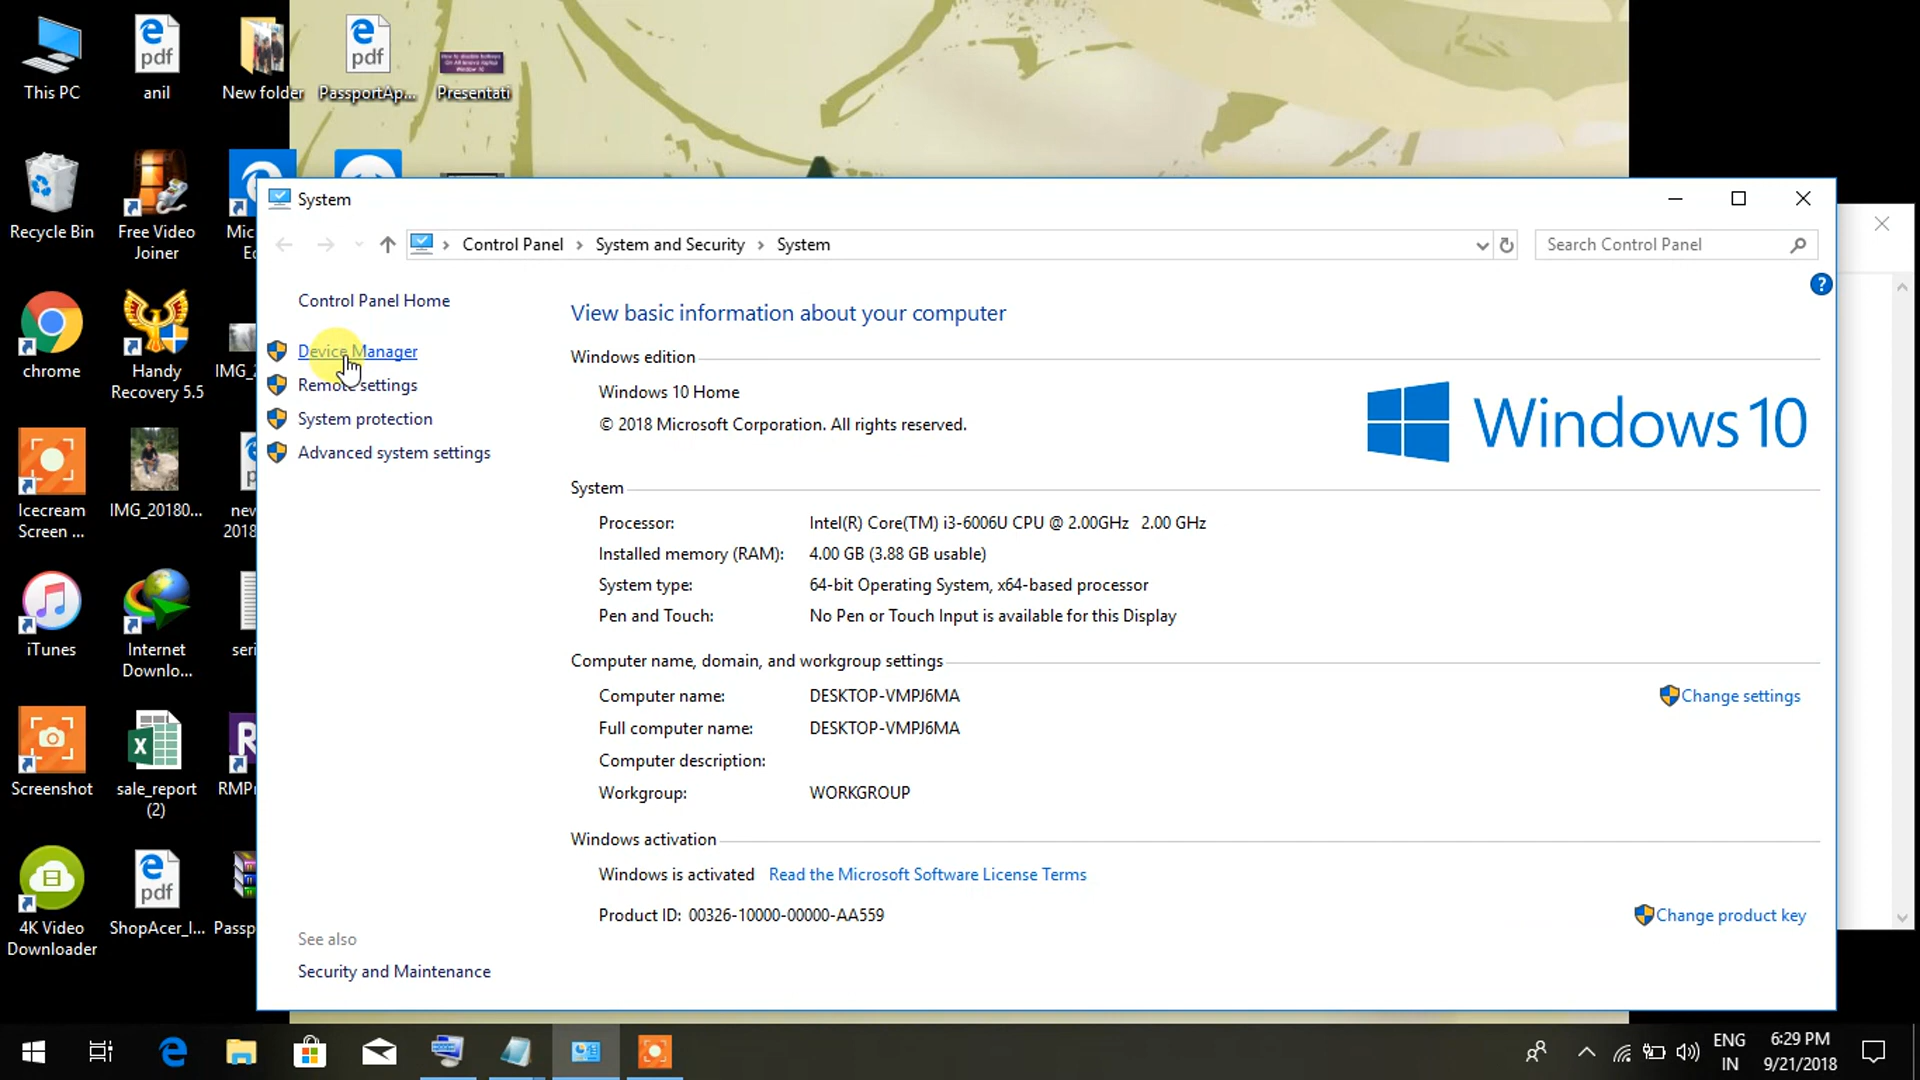 This PC
anil
New folder
PassportAp...
Presentati
Recycle Bin
Free Video
Joiner
chrome
Handy
Recovery 5.5
IMG_2
Icecream
Screen ...
IMG_20180...
new
2018
iTunes
Internet
Downlo...
seri
Screenshot
sale_report
(2)
RMPr
4K Video
Downloader
ShopAcer_I...
Passp
System
Control Panel > System and Security > System
Search Control Panel
Control Panel Home
Device Manager
Remote settings
System protection
Advanced system settings
View basic information about your computer
Windows edition
Windows 10 Home
© 2018 Microsoft Corporation. All rights reserved.
Windows 10
System
Processor: Intel(R) Core(TM) i3-6006U CPU @ 2.00GHz 2.00 GHz
Installed memory (RAM): 4.00 GB (3.88 GB usable)
System type: 64-bit Operating System, x64-based processor
Pen and Touch: No Pen or Touch Input is available for this Display
Computer name, domain, and workgroup settings
Computer name: DESKTOP-VMPJ6MA
Change settings
Full computer name: DESKTOP-VMPJ6MA
Computer description:
Workgroup: WORKGROUP
Windows activation
Windows is activated Read the Microsoft Software License Terms
Product ID: 00326-10000-00000-AA559
Change product key
See also
Security and Maintenance
ENG
IN
6:29 PM
9/21/2018